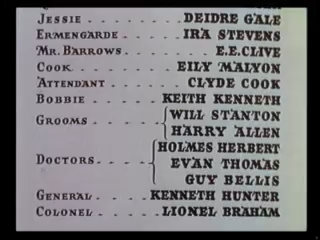 JESSIE - - - - - - - DEIDRE GALE
ERMENGARDE - - - - - IRA STEVENS
MR. BARROWS - - - - - - E.E.CLIVE
COOK - - - - - - - - EILY MALYON
ATTENDANT - - - - - CLYDE COOK
BOBBIE - - - - - KEITH KENNETH
GROOMS - - - - - { WILL STANTON
HARRY ALLEN
DOCTORS - - - - { HOLMES HERBERT
EVAN THOMAS
GUY BELLIS
GENERAL - - - - KENNETH HUNTER
COLONEL - - - - - LIONEL BRAHAM